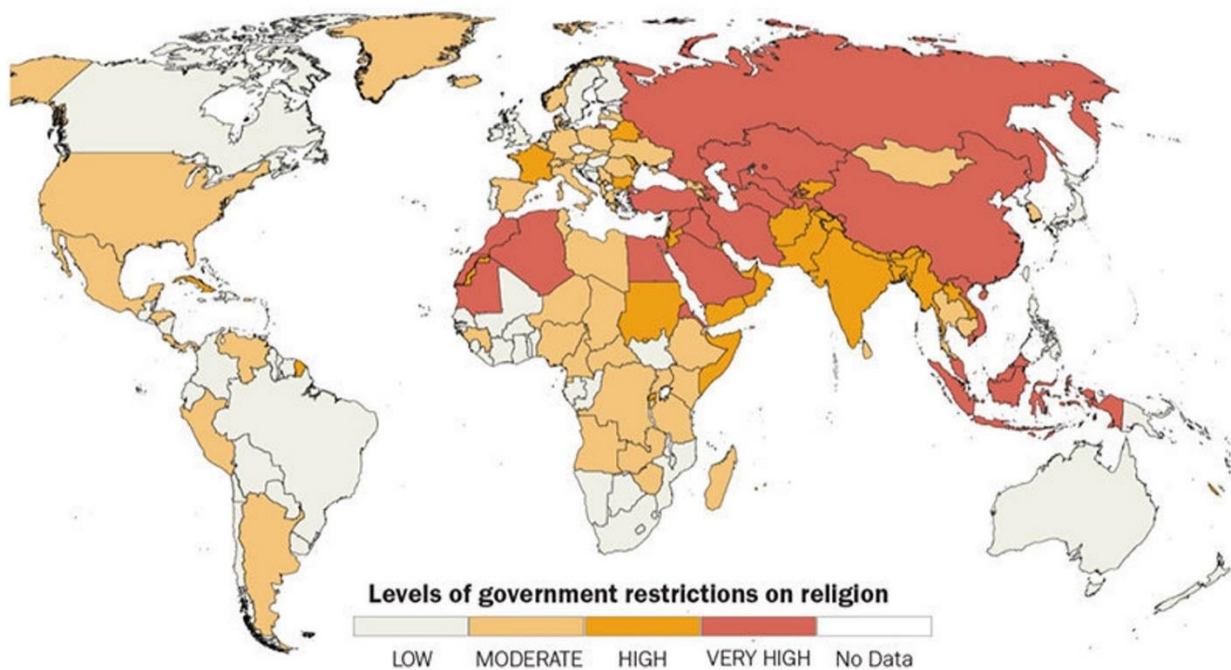 Levels of government restrictions on religion
LOW MODERATE HIGH VERY HIGH No Data